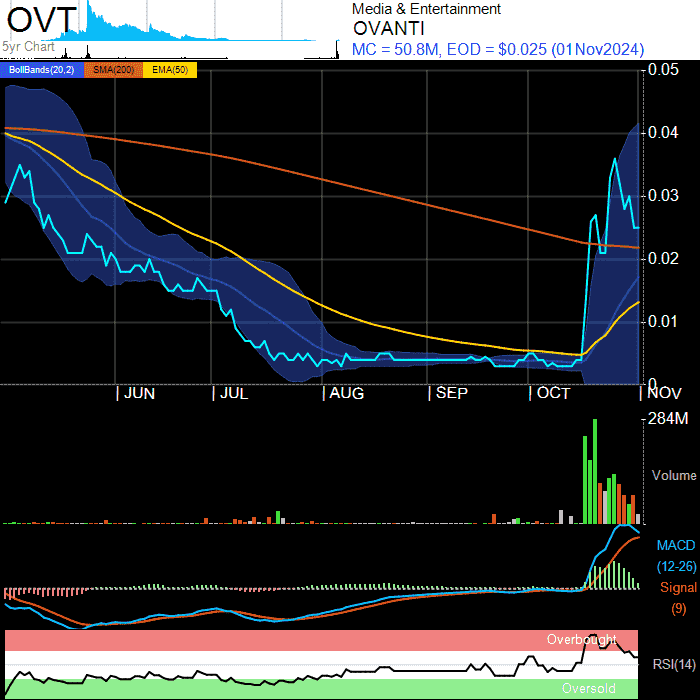 OVT
Media & Entertainment
OVANTI
5yr Chart
MC = 50.8M, EOD = $0.025 (01Nov2024)
BollBands(20,2) SMA(200) EMA(50)
0.05
0.04
0.03
0.02
0.01
0
JUN JUL AUG SEP OCT NOV
284M
Volume
MACD
(12-26)
Signal
(9)
Overbought
RSI(14)
Oversold